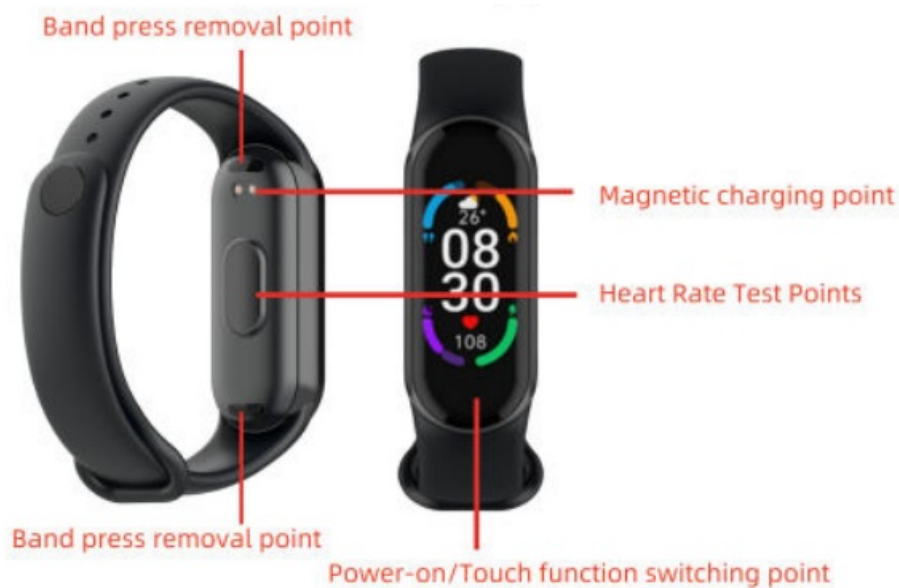 Band press removal point
Magnetic charging point
26°
08
30
Heart Rate Test Points
108
Band press removal point
Power-on/Touch function switching point